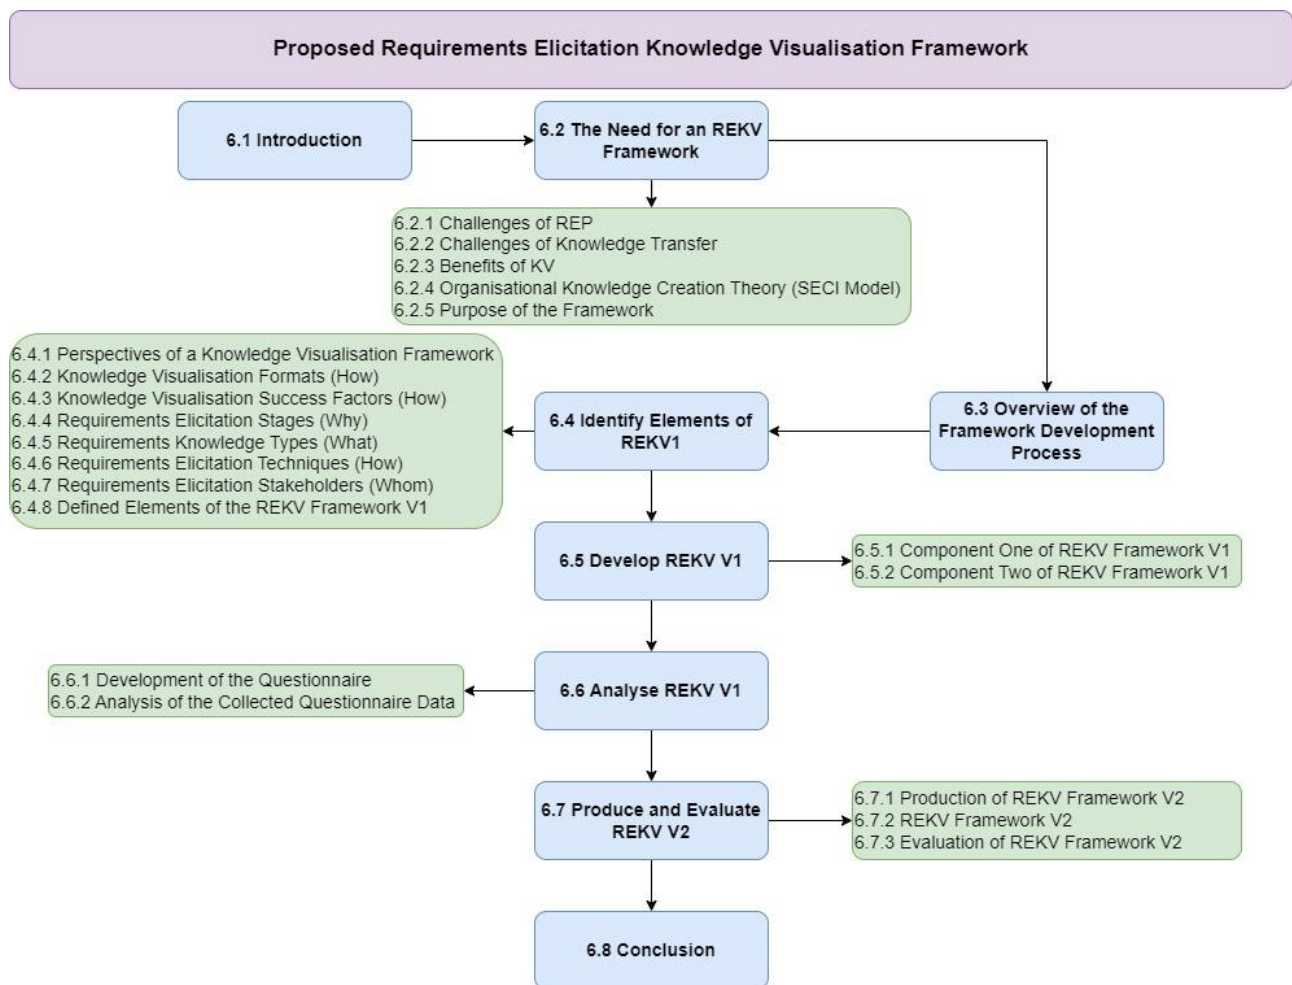 Proposed Requirements Elicitation Knowledge Visualisation Framework
6.1 Introduction
6.2 The Need for an REKV
Framework
6.2.1 Challenges of REP
6.2.2 Challenges of Knowledge Transfer
6.2.3 Benefits of KV
6.2.4 Organisational Knowledge Creation Theory (SECI Model)
6.2.5 Purpose of the Framework
6.3 Overview of the
Framework Development
Process
6.4 Identify Elements of
REKV1
6.4.1 Perspectives of a Knowledge Visualisation Framework
6.4.2 Knowledge Visualisation Formats (How)
6.4.3 Knowledge Visualisation Success Factors (How)
6.4.4 Requirements Elicitation Stages (Why)
6.4.5 Requirements Knowledge Types (What)
6.4.6 Requirements Elicitation Techniques (How)
6.4.7 Requirements Elicitation Stakeholders (Whom)
6.4.8 Defined Elements of the REKV Framework V1
6.5 Develop REKV V1
6.5.1 Component One of REKV Framework V1
6.5.2 Component Two of REKV Framework V1
6.6 Analyse REKV V1
6.6.1 Development of the Questionnaire
6.6.2 Analysis of the Collected Questionnaire Data
6.7 Produce and Evaluate
REKV V2
6.7.1 Production of REKV Framework V2
6.7.2 REKV Framework V2
6.7.3 Evaluation of REKV Framework V2
6.8 Conclusion